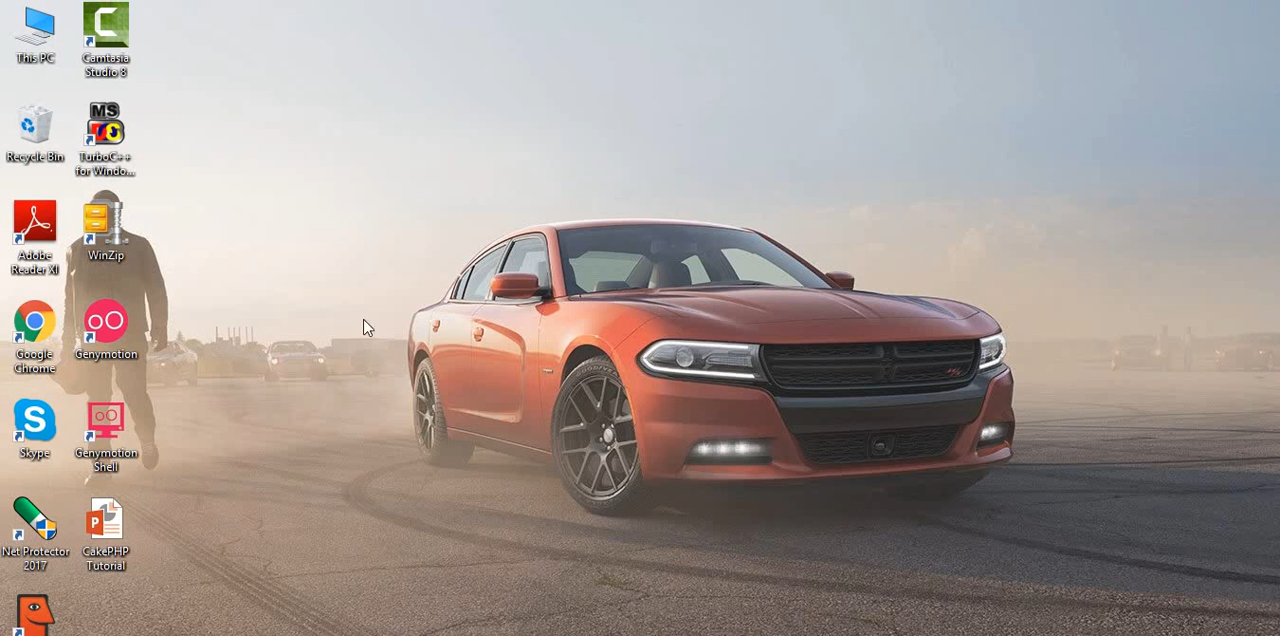 This PC
Camtasia
Studio 8
Recycle Bin
MS
TurboC++
for Windo...
Adobe
Reader XI
WinZip
Google
Chrome
Genymotion
Skype
Genymotion
Shell
Net Protector
2017
CakePHP
Tutorial